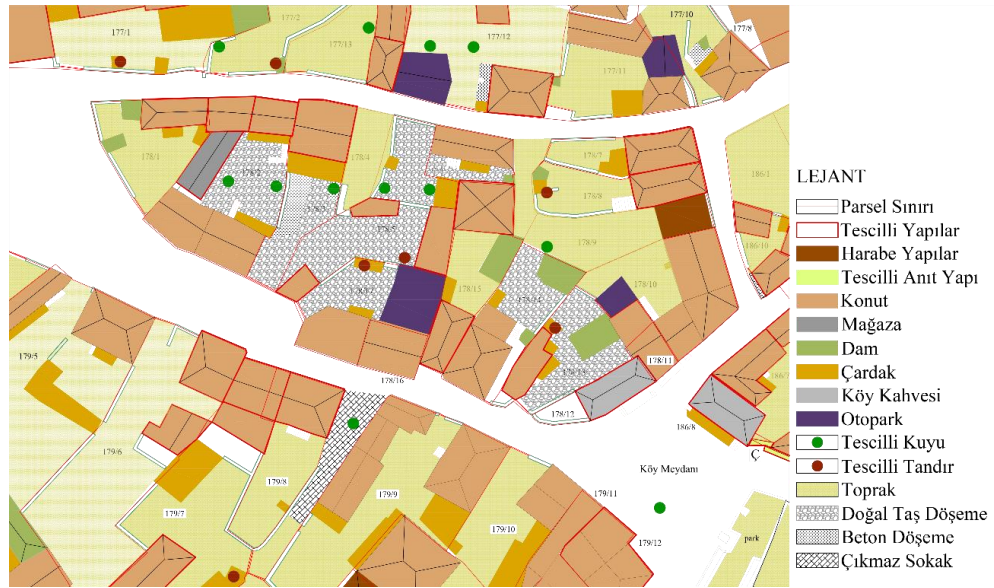 177/1
177/2
177/13
177/12
177/10
177/8
177/11
178/1
178/2
178/4
178/5
178/8
178/9
178/10
178/15
178/14
178/13
178/11
178/12
178/16
186/1
186/10
186/8
179/5
179/6
179/7
179/8
179/9
179/10
179/11
179/12
Köy Meydanı
park
Ç
LEJANT
Parsel Sınırı
Tescilli Yapılar
Harabe Yapılar
Tescilli Anıt Yapı
Konut
Mağaza
Dam
Çardak
Köy Kahvesi
Otopark
Tescilli Kuyu
Tescilli Tandır
Toprak
Doğal Taş Döşeme
Beton Döşeme
Çıkmaz Sokak